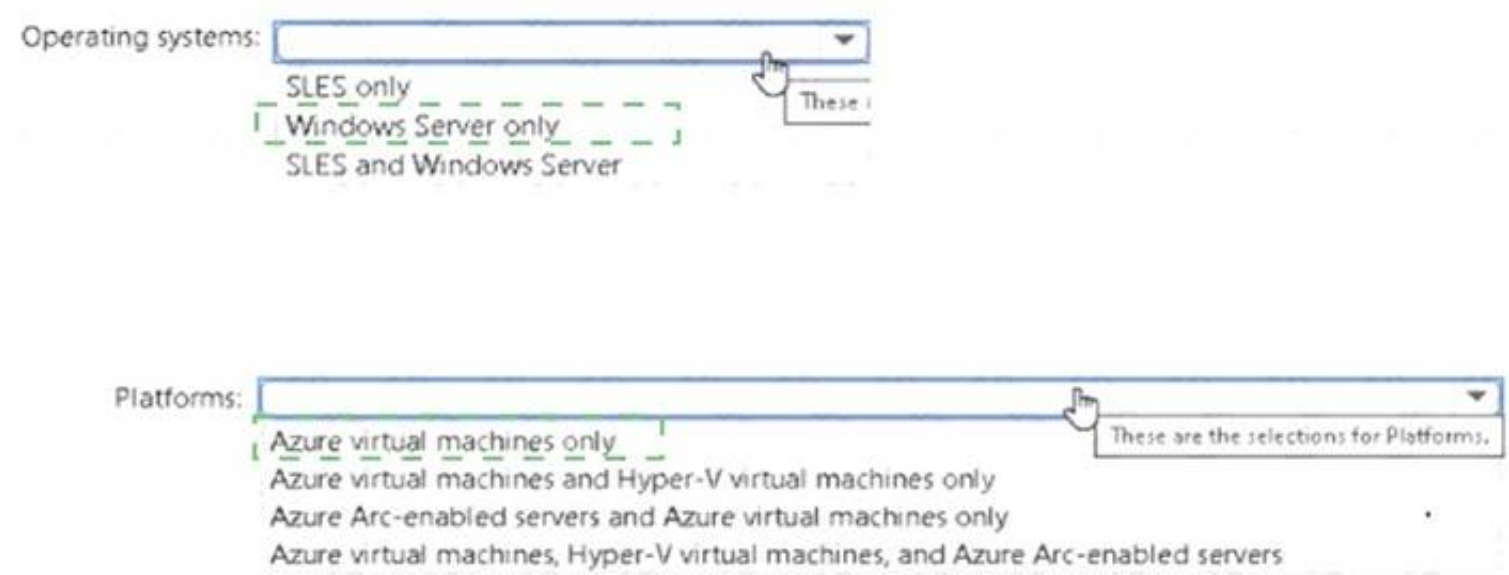 Operating systems:
SLES only
These
Windows Server only
SLES and Windows Server
Platforms:
These are the selections for Platforms.
Azure virtual machines only
Azure virtual machines and Hyper-V virtual machines only
Azure Arc-enabled servers and Azure virtual machines only
Azure virtual machines, Hyper-V virtual machines, and Azure Arc-enabled servers